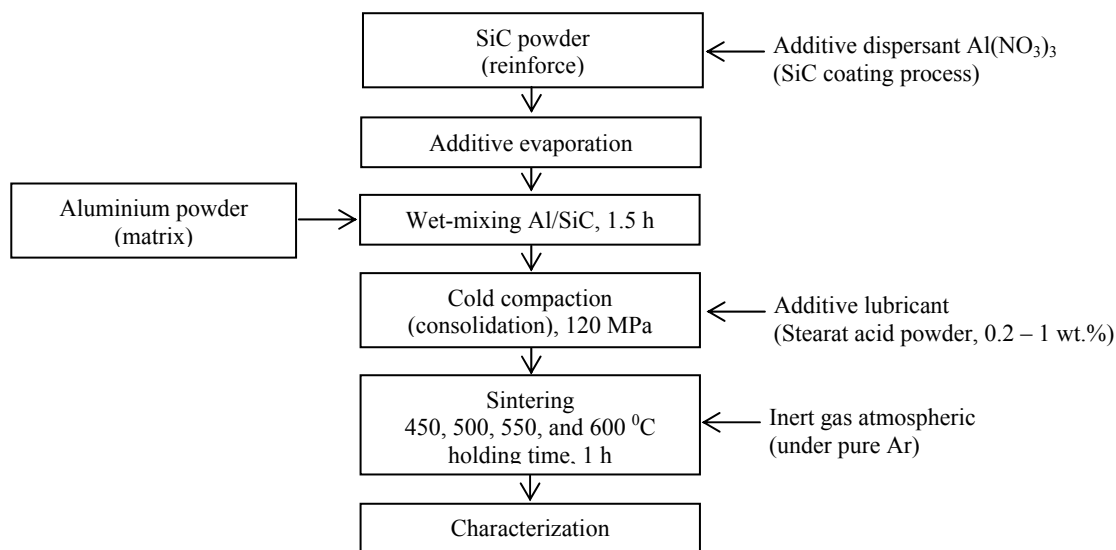 SiC powder
(reinforce)
Additive dispersant Al(NO₃)₃
(SiC coating process)
Additive evaporation
Aluminium powder
(matrix)
Wet-mixing Al/SiC, 1.5 h
Cold compaction
(consolidation), 120 MPa
Additive lubricant
(Stearat acid powder, 0.2 – 1 wt.%)
Sintering
450, 500, 550, and 600 ⁰C
holding time, 1 h
Inert gas atmospheric
(under pure Ar)
Characterization